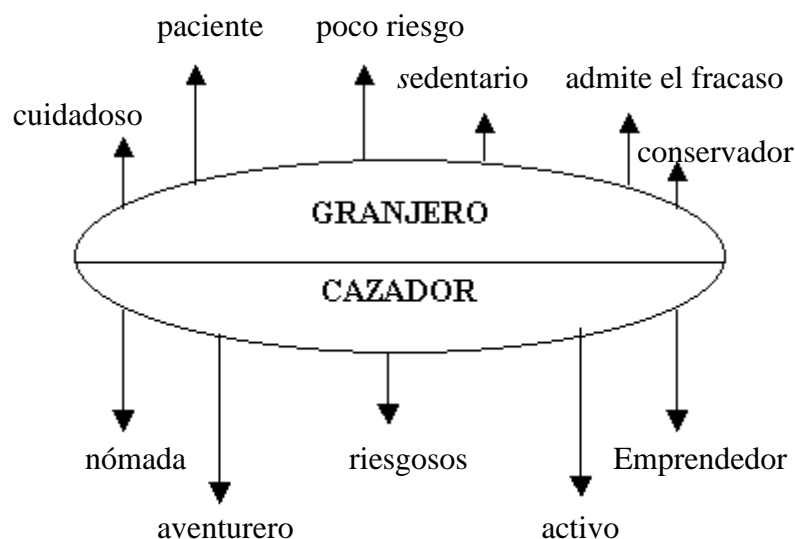 paciente poco riesgo
sedentario admite el fracaso
cuidadoso
conservador
GRANJERO
CAZADOR
nómada riesgosos Emprendedor
aventurero activo